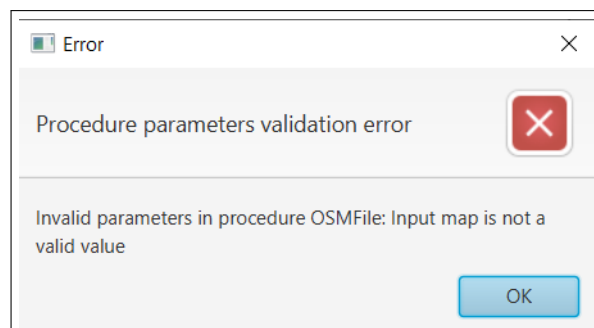 Error
Procedure parameters validation error
Invalid parameters in procedure OSMFile: Input map is not a
valid value
OK